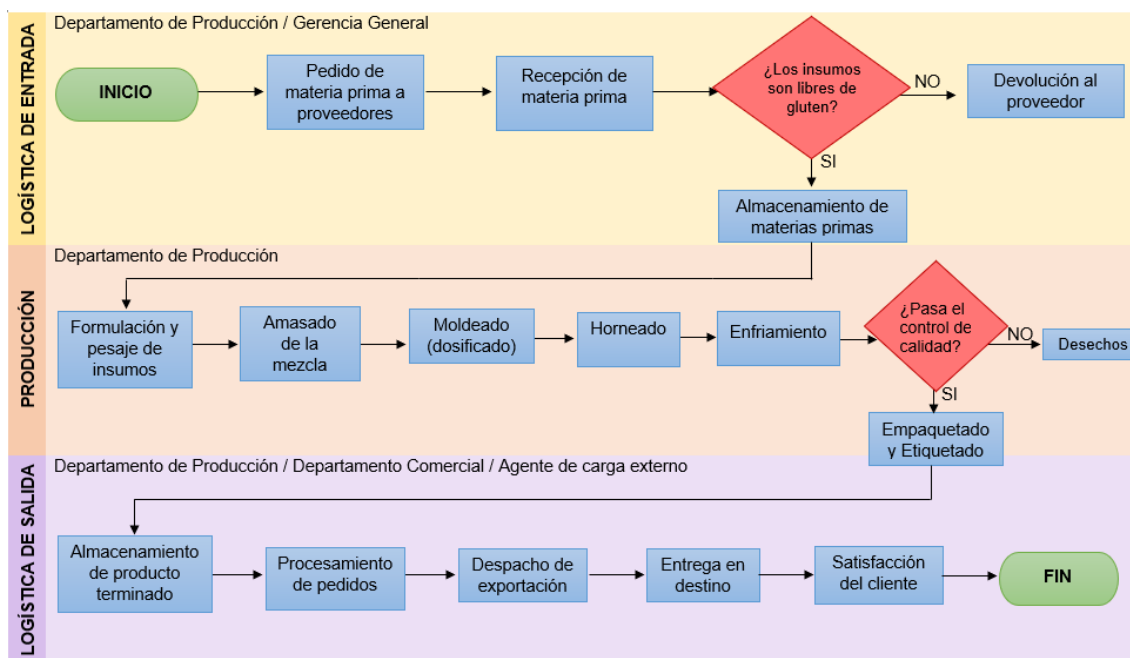 LOGÍSTICA DE ENTRADA
Departamento de Producción / Gerencia General
INICIO
Pedido de
materia prima a
proveedores
Recepción de
materia prima
¿Los insumos
son libres de
gluten?
NO
Devolución al
proveedor
SI
Almacenamiento de
materias primas
PRODUCCIÓN
Departamento de Producción
Formulación y
pesaje de
insumos
Amasado
de la
mezcla
Moldeado
(dosificado)
Horneado
Enfriamiento
¿Pasa el
control de
calidad?
NO
Desechos
SI
Empaquetado
y Etiquetado
LOGÍSTICA DE SALIDA
Departamento de Producción / Departamento Comercial / Agente de carga externo
Almacenamiento
de producto
terminado
Procesamiento
de pedidos
Despacho de
exportación
Entrega en
destino
Satisfacción
del cliente
FIN